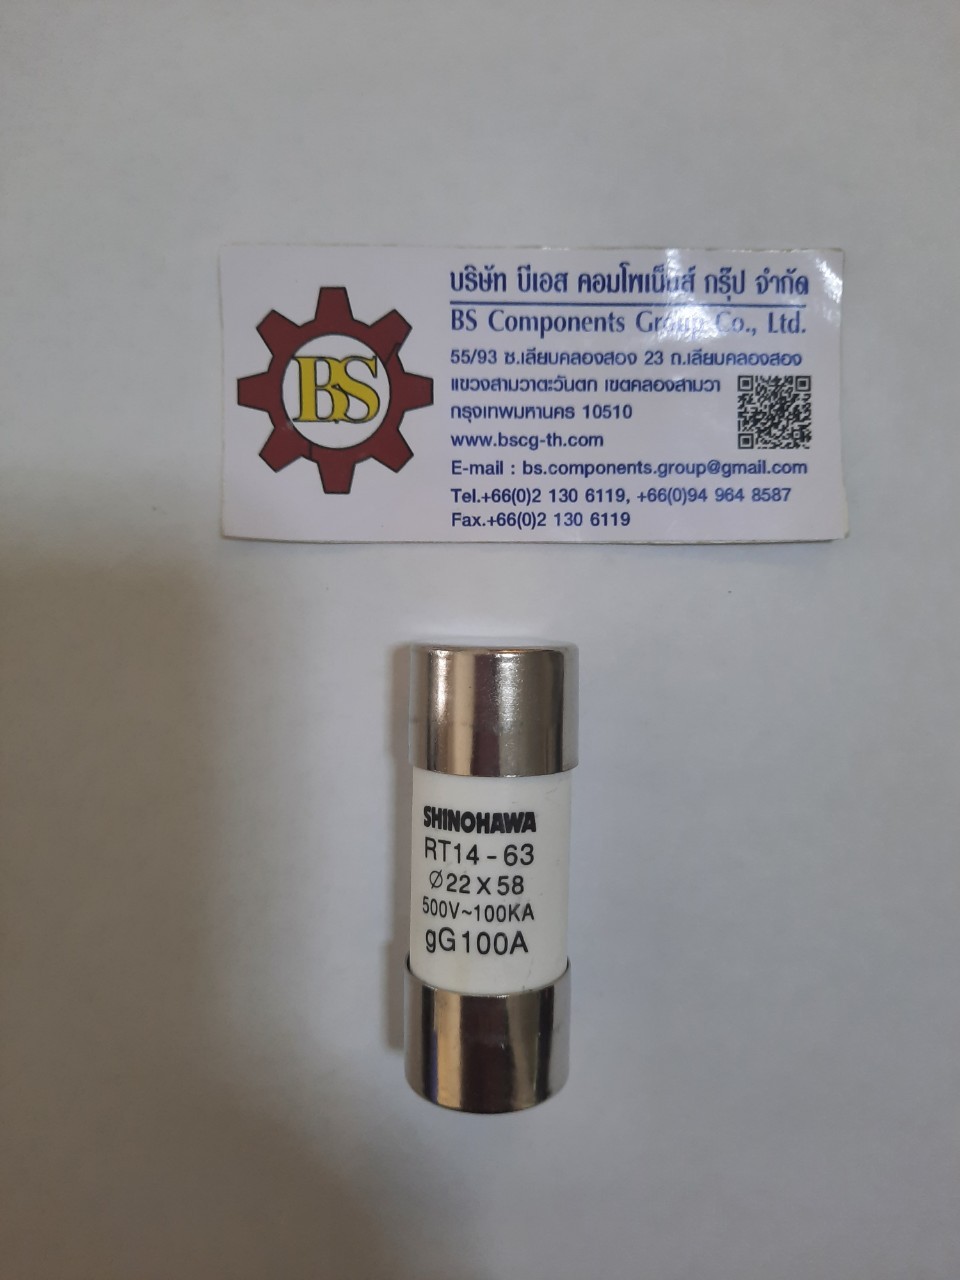 BS
บริษัท บีเอส คอมโพเน็นส์ กรุ๊ป จำกัด
BS Components Group Co., Ltd.
55/93 ซ.เลียบคลองสอง 23 ถ.เลียบคลองสอง
แขวงสามวาตะวันตก เขตคลองสามวา
กรุงเทพมหานคร 10510
www.bscg-th.com
E-mail : bs.components.group@gmail.com
Tel.+66(0)2 130 6119, +66(0)94 964 8587
Fax.+66(0)2 130 6119
SHINOHAWA
RT14-63
Ø22X58
500V~100KA
gG100A